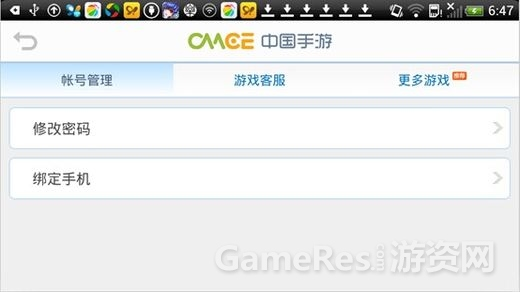 6:47
CMGE 中国手游
帐号管理
游戏客服
更多游戏 推荐
修改密码
绑定手机
GameRes.com 游资网